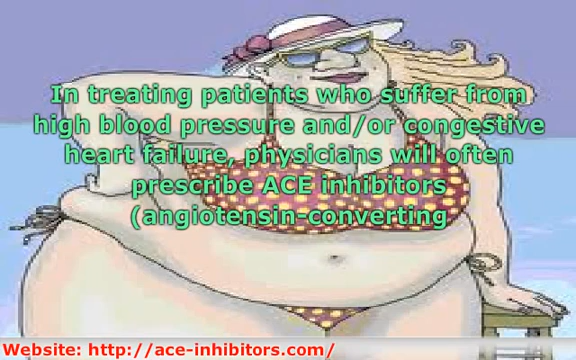 In treating patients who suffer from
high blood pressure and/or congestive
heart failure, physicians will often
prescribe ACE inhibitors
(angiotensin-converting
Website: http://ace-inhibitors.com/